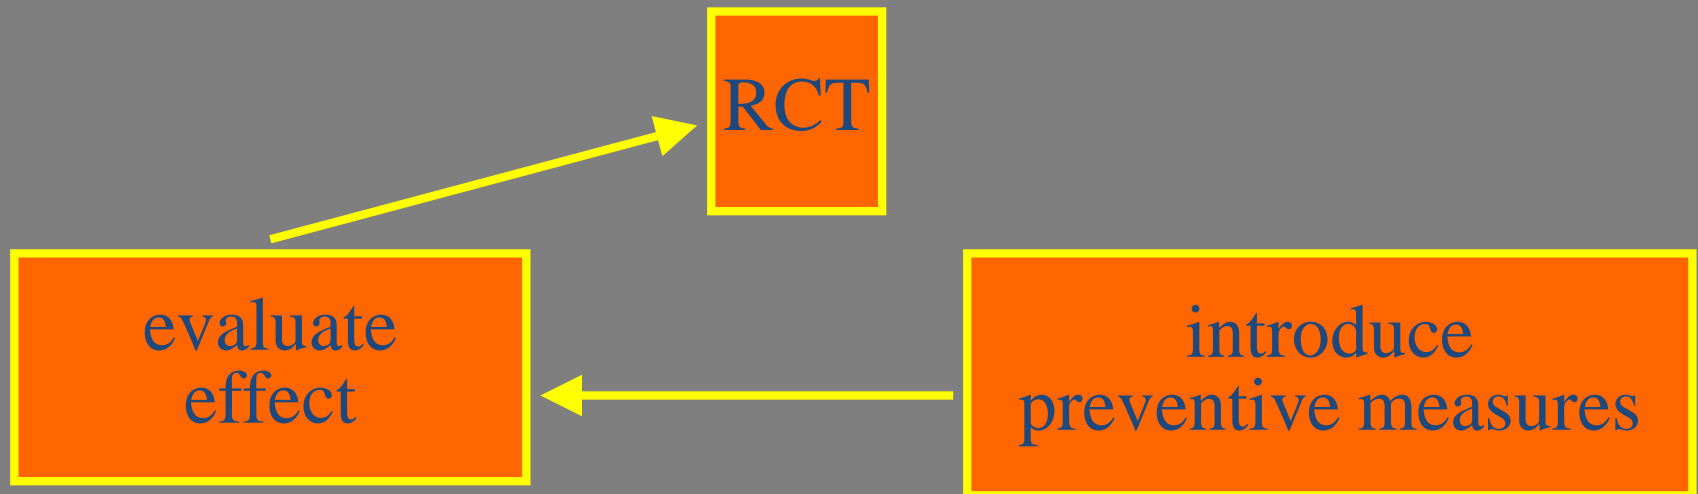 RCT
evaluate
effect
introduce
preventive measures